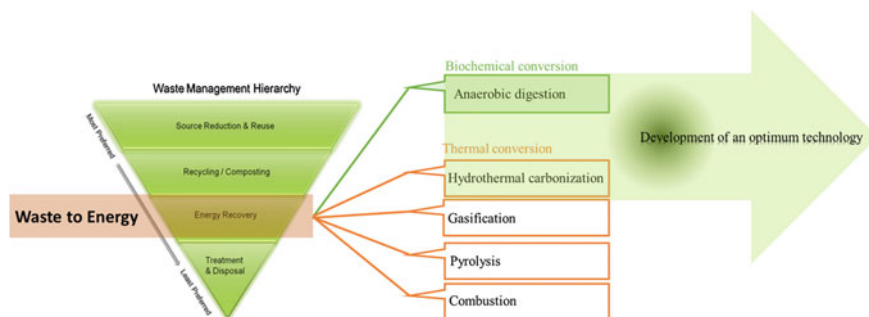 Waste Management Hierarchy
Most Preferred
Source Reduction & Reuse
Recycling / Composting
Waste to Energy
Energy Recovery
Treatment
& Disposal
Least Preferred
Biochemical conversion
Anaerobic digestion
Thermal conversion
Hydrothermal carbonization
Gasification
Pyrolysis
Combustion
Development of an optimum technology